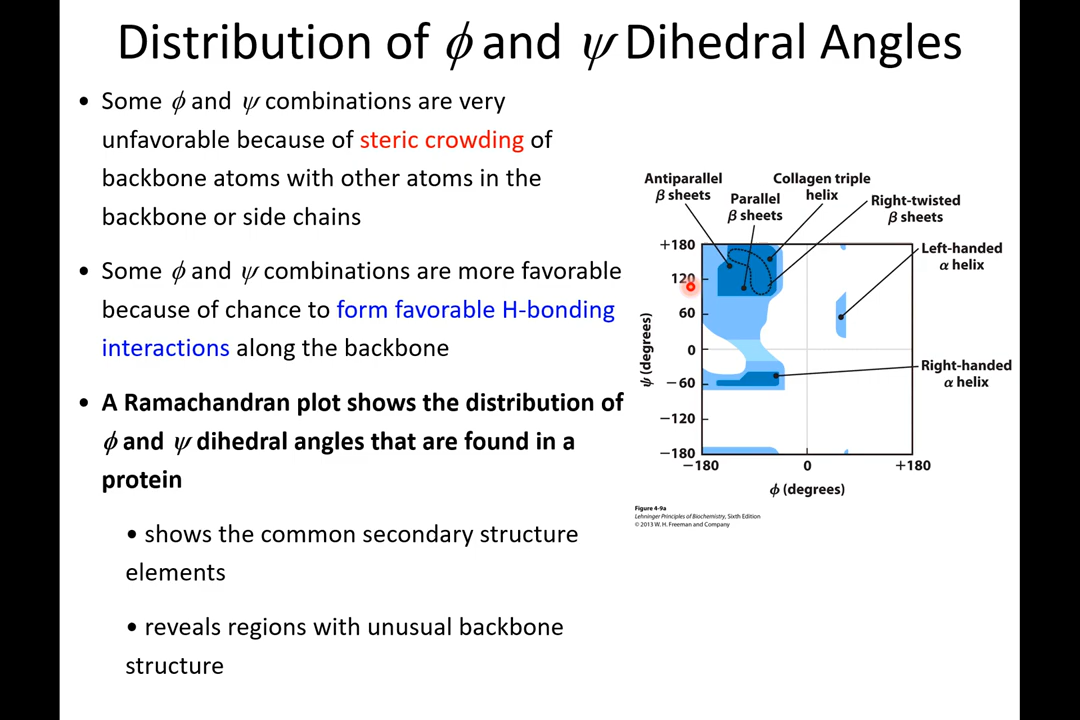 Distribution of ϕ and ψ Dihedral Angles
• Some ϕ and ψ combinations are very
unfavorable because of steric crowding of
backbone atoms with other atoms in the
backbone or side chains
• Some ϕ and ψ combinations are more favorable
because of chance to form favorable H-bonding
interactions along the backbone
• A Ramachandran plot shows the distribution of
ϕ and ψ dihedral angles that are found in a
protein
• shows the common secondary structure
elements
• reveals regions with unusual backbone
structure
Antiparallel
β sheets
Parallel
β sheets
Collagen triple
helix
Right-twisted
β sheets
Left-handed
α helix
Right-handed
α helix
+180
120
60
0
−60
−120
−180
ψ (degrees)
−180
0
+180
ϕ (degrees)
Figure 4-9a
Lehninger Principles of Biochemistry, Sixth Edition
© 2013 W. H. Freeman and Company